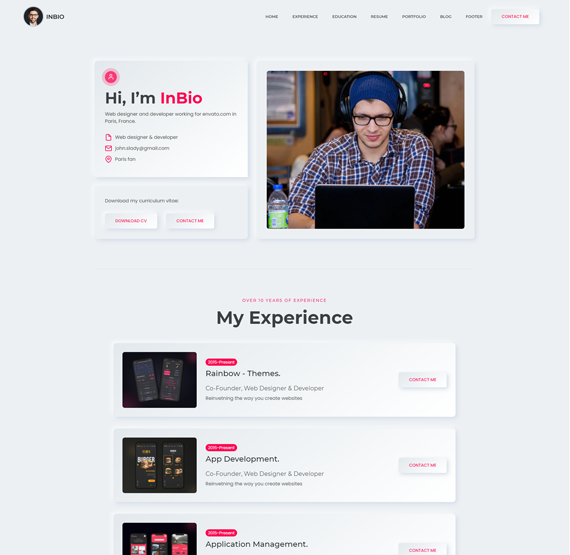 INBIO
HOME EXPERIENCE EDUCATION RESUME PORTFOLIO BLOG FOOTER CONTACT ME
Hi, I'm InBio
Web designer and developer working for envato.com in
Paris, France.
Web designer & developer
john.slady@gmail.com
Paris fan
Download my curriculum vitae:
DOWNLOAD CV CONTACT ME
OVER 10 YEARS OF EXPERIENCE
My Experience
2015-Present
Rainbow - Themes.
Co-Founder, Web Designer & Developer
Reinvetning the way you create websites
CONTACT ME
2015-Present
App Development.
Co-Founder, Web Designer & Developer
Reinvetning the way you create websites
CONTACT ME
2015-Present
Application Management.
CONTACT ME